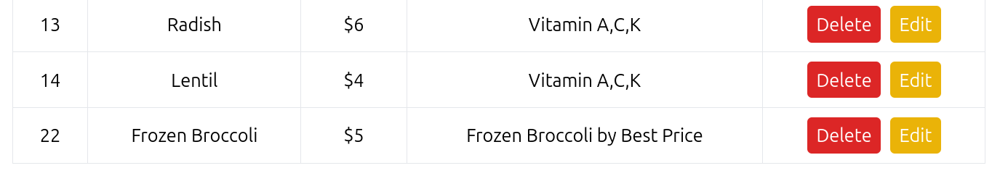 13 Radish $6 Vitamin A,C,K Delete Edit
14 Lentil $4 Vitamin A,C,K Delete Edit
22 Frozen Broccoli $5 Frozen Broccoli by Best Price Delete Edit